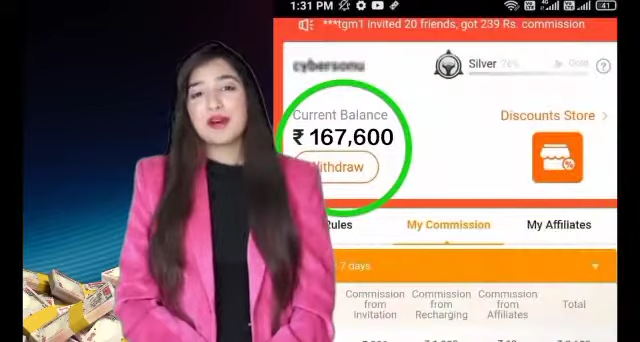 1:31 PM
41
***tgm1 invited 20 friends, got 239 Rs. commission
cybersonu
Silver 76% Gold ?
Current Balance
₹ 167,600
Withdraw
Discounts Store >
Rules
My Commission
My Affiliates
7 days
Commission from Invitation
Commission from Recharging
Commission from Affiliates
Total